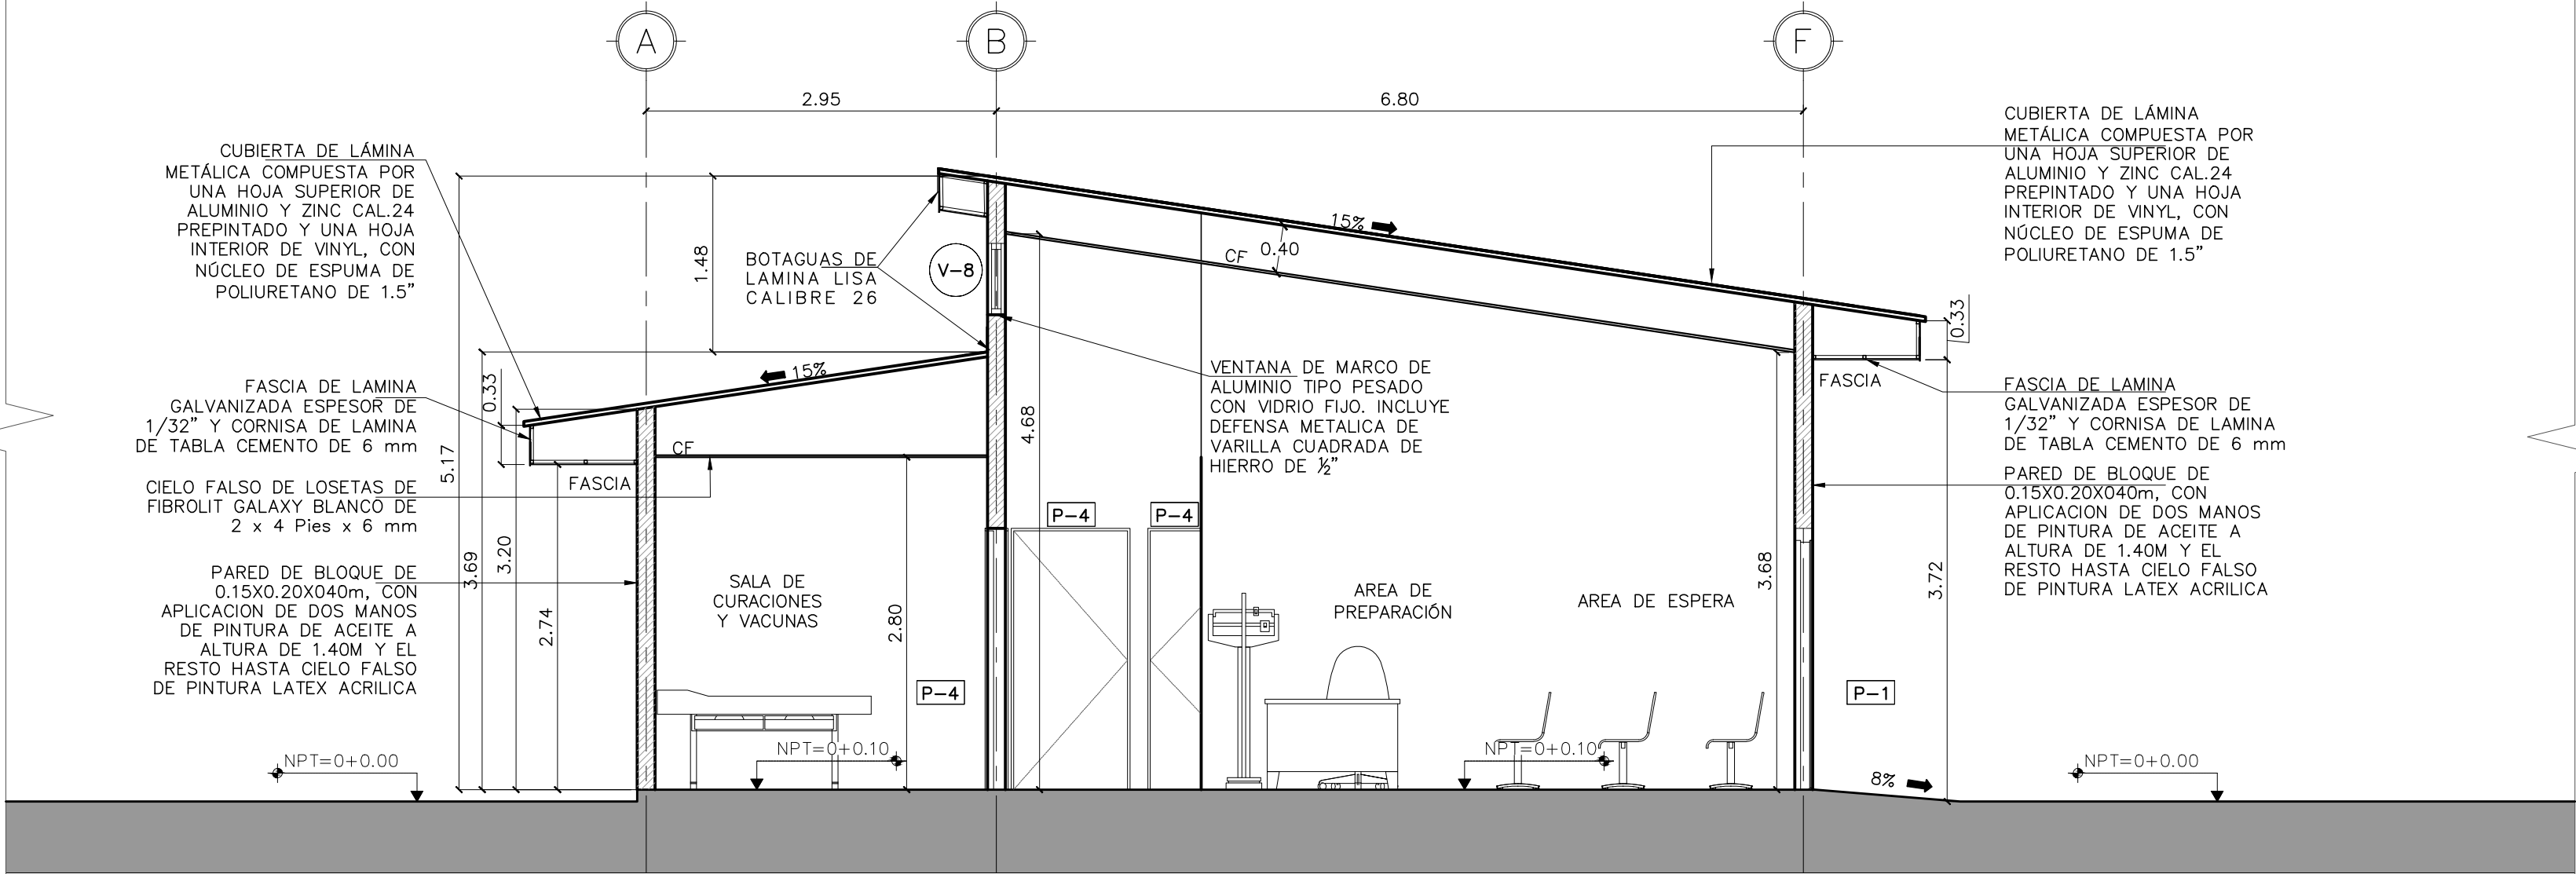 A
B
F
2.95
6.80
CUBIERTA DE LÁMINA
METÁLICA COMPUESTA POR
UNA HOJA SUPERIOR DE
ALUMINIO Y ZINC CAL.24
PREPINTADO Y UNA HOJA
INTERIOR DE VINYL, CON
NÚCLEO DE ESPUMA DE
POLIURETANO DE 1.5”
FASCIA DE LAMINA
GALVANIZADA ESPESOR DE
1/32” Y CORNISA DE LAMINA
DE TABLA CEMENTO DE 6 mm
CIELO FALSO DE LOSETAS DE
FIBROLIT GALAXY BLANCO DE
2 x 4 Pies x 6 mm
PARED DE BLOQUE DE
0.15X0.20X040m, CON
APLICACION DE DOS MANOS
DE PINTURA DE ACEITE A
ALTURA DE 1.40M Y EL
RESTO HASTA CIELO FALSO
DE PINTURA LATEX ACRILICA
NPT=0+0.00
5.17
3.69
3.20
0.33
2.74
1.48
BOTAGUAS DE
LAMINA LISA
CALIBRE 26
V-8
15%
CF
FASCIA
SALA DE
CURACIONES
Y VACUNAS
2.80
P-4
NPT=0+0.10
15%
CF
0.40
4.68
VENTANA DE MARCO DE
ALUMINIO TIPO PESADO
CON VIDRIO FIJO. INCLUYE
DEFENSA METALICA DE
VARILLA CUADRADA DE
HIERRO DE ½”
P-4
P-4
AREA DE
PREPARACIÓN
AREA DE ESPERA
NPT=0+0.10
3.68
FASCIA
0.33
3.72
P-1
8%
CUBIERTA DE LÁMINA
METÁLICA COMPUESTA POR
UNA HOJA SUPERIOR DE
ALUMINIO Y ZINC CAL.24
PREPINTADO Y UNA HOJA
INTERIOR DE VINYL, CON
NÚCLEO DE ESPUMA DE
POLIURETANO DE 1.5”
FASCIA DE LAMINA
GALVANIZADA ESPESOR DE
1/32” Y CORNISA DE LAMINA
DE TABLA CEMENTO DE 6 mm
PARED DE BLOQUE DE
0.15X0.20X040m, CON
APLICACION DE DOS MANOS
DE PINTURA DE ACEITE A
ALTURA DE 1.40M Y EL
RESTO HASTA CIELO FALSO
DE PINTURA LATEX ACRILICA
NPT=0+0.00